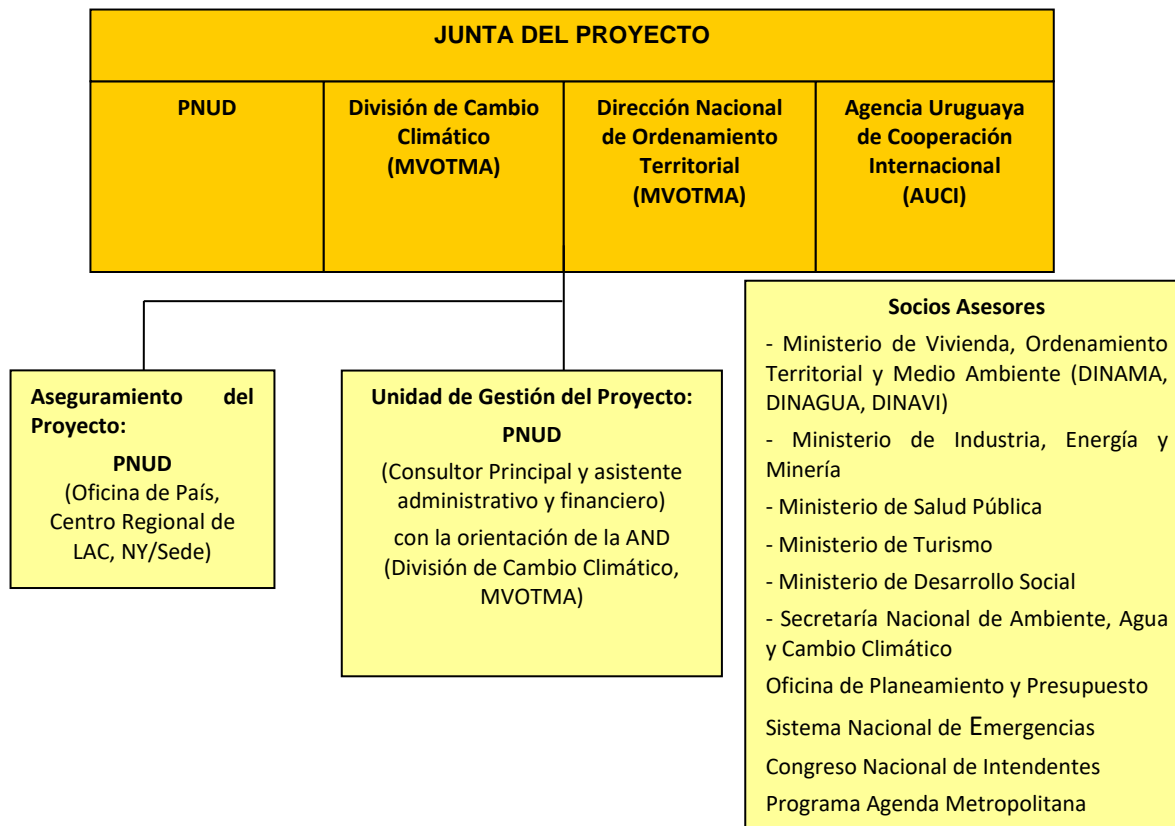 JUNTA DEL PROYECTO
PNUD
División de Cambio
Climático
(MVOTMA)
Dirección Nacional
de Ordenamiento
Territorial
(MVOTMA)
Agencia Uruguaya
de Cooperación
Internacional
(AUCI)
Aseguramiento del
Proyecto:
PNUD
(Oficina de País,
Centro Regional de
LAC, NY/Sede)
Unidad de Gestión del Proyecto:
PNUD
(Consultor Principal y asistente
administrativo y financiero)
con la orientación de la AND
(División de Cambio Climático,
MVOTMA)
Socios Asesores
- Ministerio de Vivienda, Ordenamiento
Territorial y Medio Ambiente (DINAMA,
DINAGUA, DINAVI)
- Ministerio de Industria, Energía y
Minería
- Ministerio de Salud Pública
- Ministerio de Turismo
- Ministerio de Desarrollo Social
- Secretaría Nacional de Ambiente, Agua
y Cambio Climático
Oficina de Planeamiento y Presupuesto
Sistema Nacional de Emergencias
Congreso Nacional de Intendentes
Programa Agenda Metropolitana